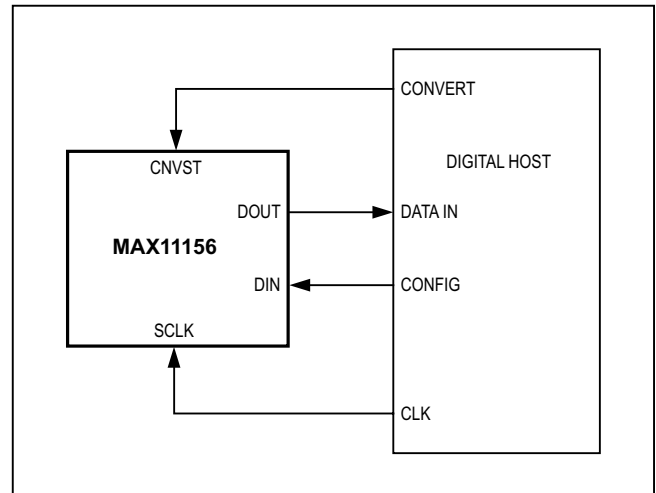 CONVERT
CNVST
DIGITAL HOST
DOUT
DATA IN
MAX11156
DIN
CONFIG
SCLK
CLK